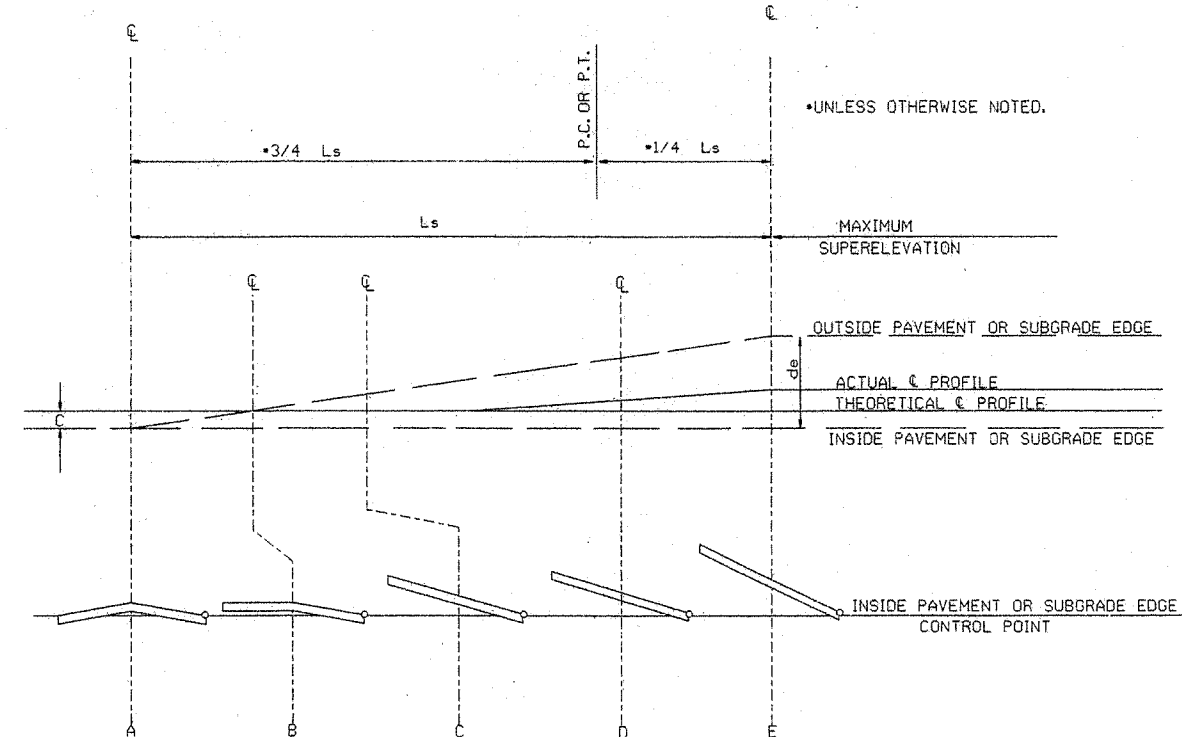 ℄
℄
P.C. OR P.T.
*UNLESS OTHERWISE NOTED.
*3/4 Ls
*1/4 Ls
Ls
MAXIMUM
SUPERELEVATION
℄
℄
℄
OUTSIDE PAVEMENT OR SUBGRADE EDGE
de
ACTUAL ℄ PROFILE
THEORETICAL ℄ PROFILE
C
INSIDE PAVEMENT OR SUBGRADE EDGE
INSIDE PAVEMENT OR SUBGRADE EDGE
CONTROL POINT
A
B
C
D
E